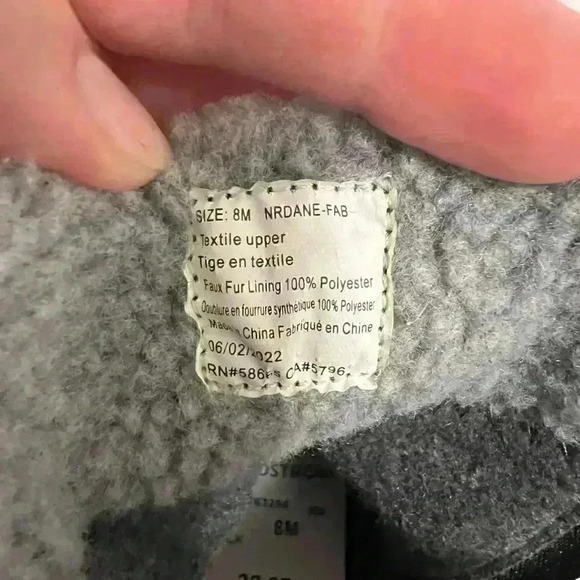 SIZE: 8M NRDANE-FAB
Textile upper
Tige en textile
Faux Fur Lining 100% Polyester
Doublure en fourrure synthétique 100% Polyester
China Fabriqué en Chine
06/02/2022
8M